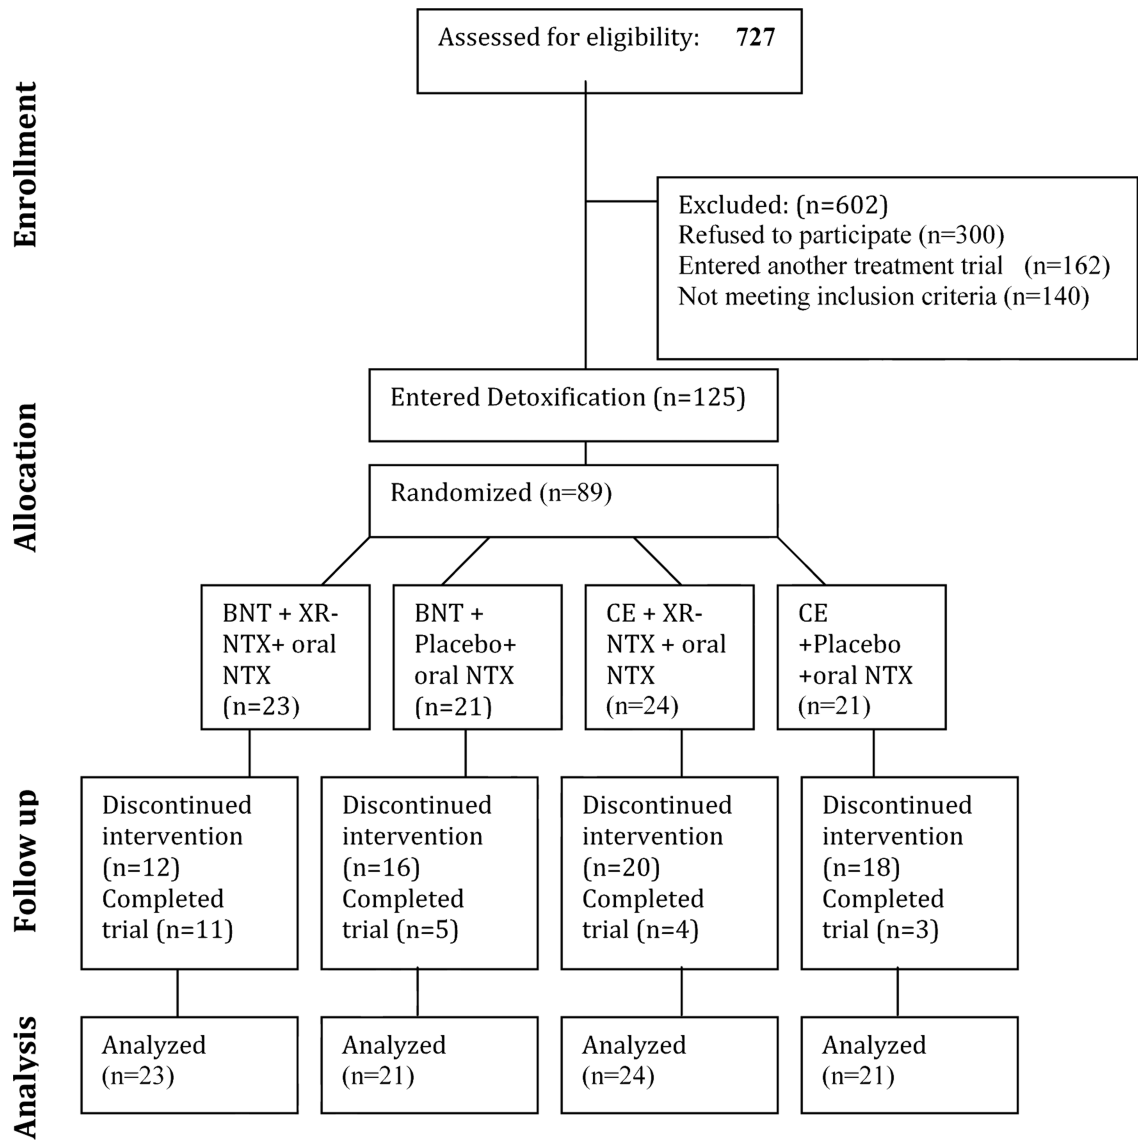 Enrollment
Assessed for eligibility: 727
Excluded: (n=602)
Refused to participate (n=300)
Entered another treatment trial (n=162)
Not meeting inclusion criteria (n=140)
Allocation
Entered Detoxification (n=125)
Randomized (n=89)
BNT + XR-
NTX+ oral
NTX
(n=23)
BNT +
Placebo+
oral NTX
(n=21)
CE + XR-
NTX + oral
NTX
(n=24)
CE
+Placebo
+oral NTX
(n=21)
Follow up
Discontinued
intervention
(n=12)
Completed
trial (n=11)
Discontinued
intervention
(n=16)
Completed
trial (n=5)
Discontinued
intervention
(n=20)
Completed
trial (n=4)
Discontinued
intervention
(n=18)
Completed
trial (n=3)
Analysis
Analyzed
(n=23)
Analyzed
(n=21)
Analyzed
(n=24)
Analyzed
(n=21)